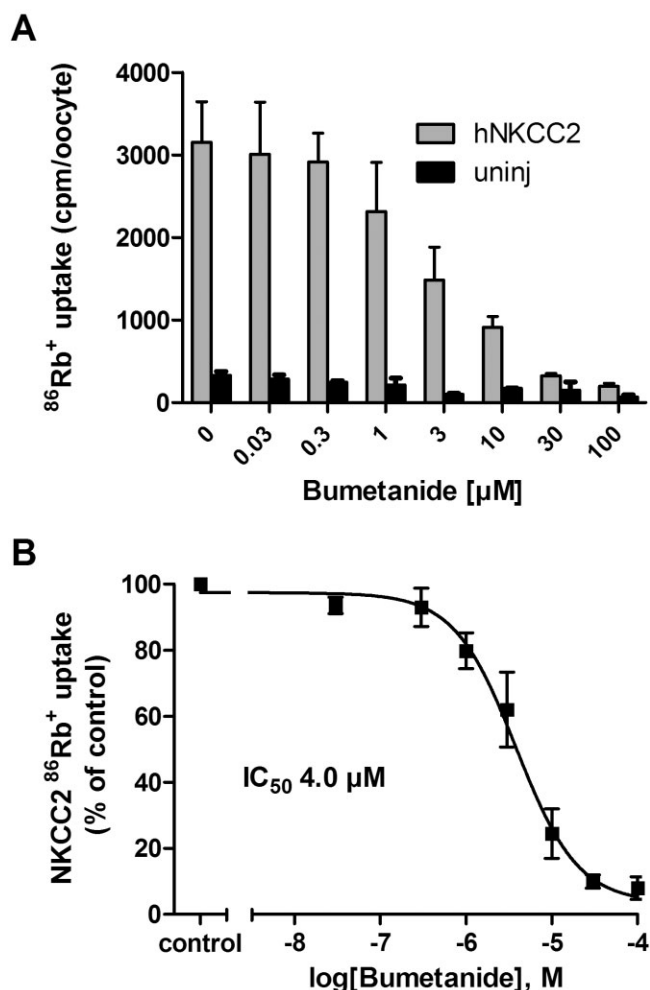 A
⁸⁶Rb⁺ uptake (cpm/oocyte)
4000
3000
2000
1000
0
hNKCC2
uninj
0 0.03 0.3 1 3 10 30 100
Bumetanide [µM]
B
NKCC2 ⁸⁶Rb⁺ uptake
(% of control)
100
80
60
40
20
0
IC₅₀ 4.0 µM
control -8 -7 -6 -5 -4
log[Bumetanide], M